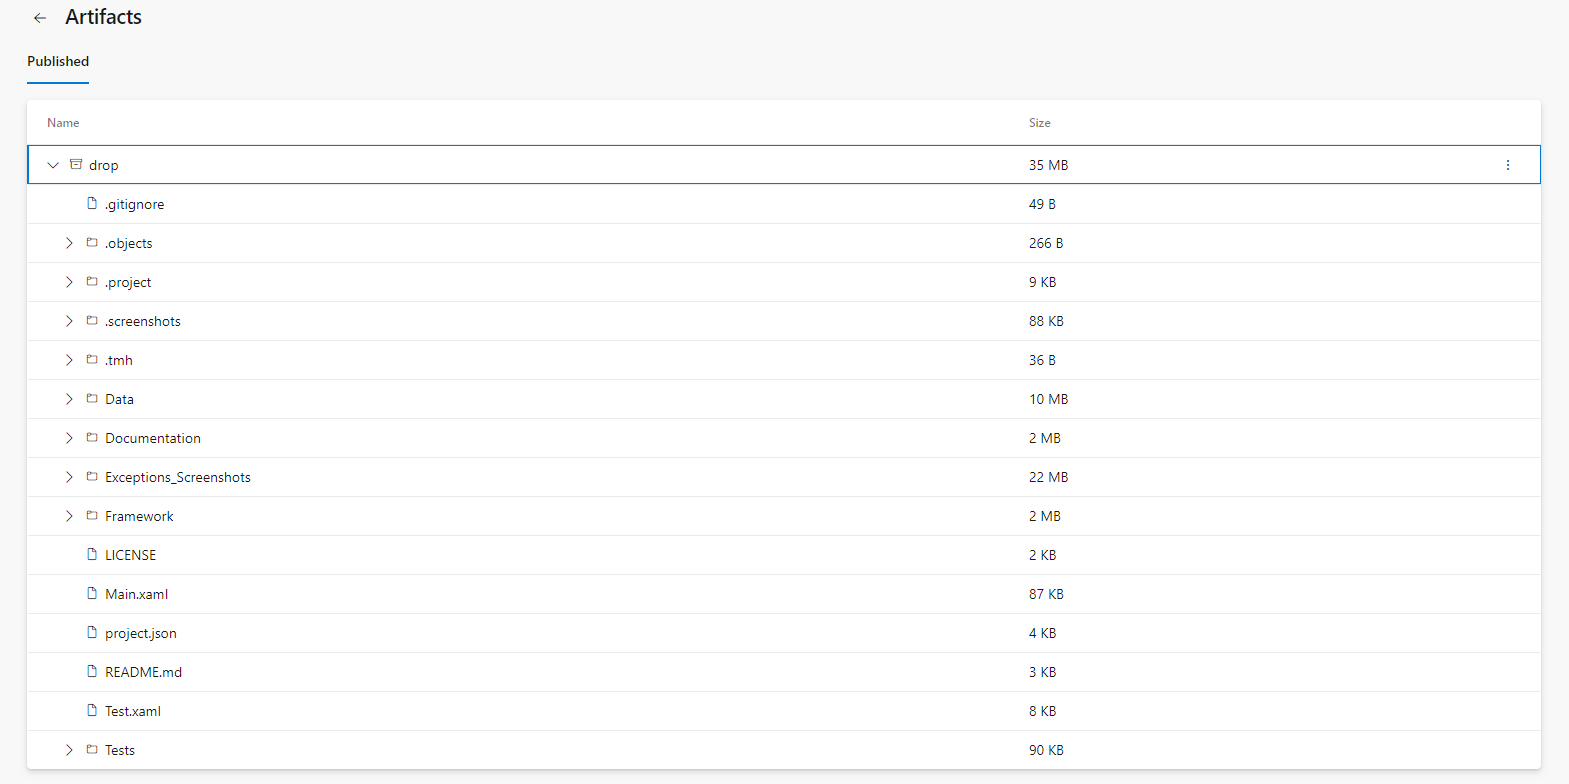 Artifacts
Published
Name Size
drop 35 MB
.gitignore 49 B
.objects 266 B
.project 9 KB
.screenshots 88 KB
.tmh 36 B
Data 10 MB
Documentation 2 MB
Exceptions_Screenshots 22 MB
Framework 2 MB
LICENSE 2 KB
Main.xaml 87 KB
project.json 4 KB
README.md 3 KB
Test.xaml 8 KB
Tests 90 KB